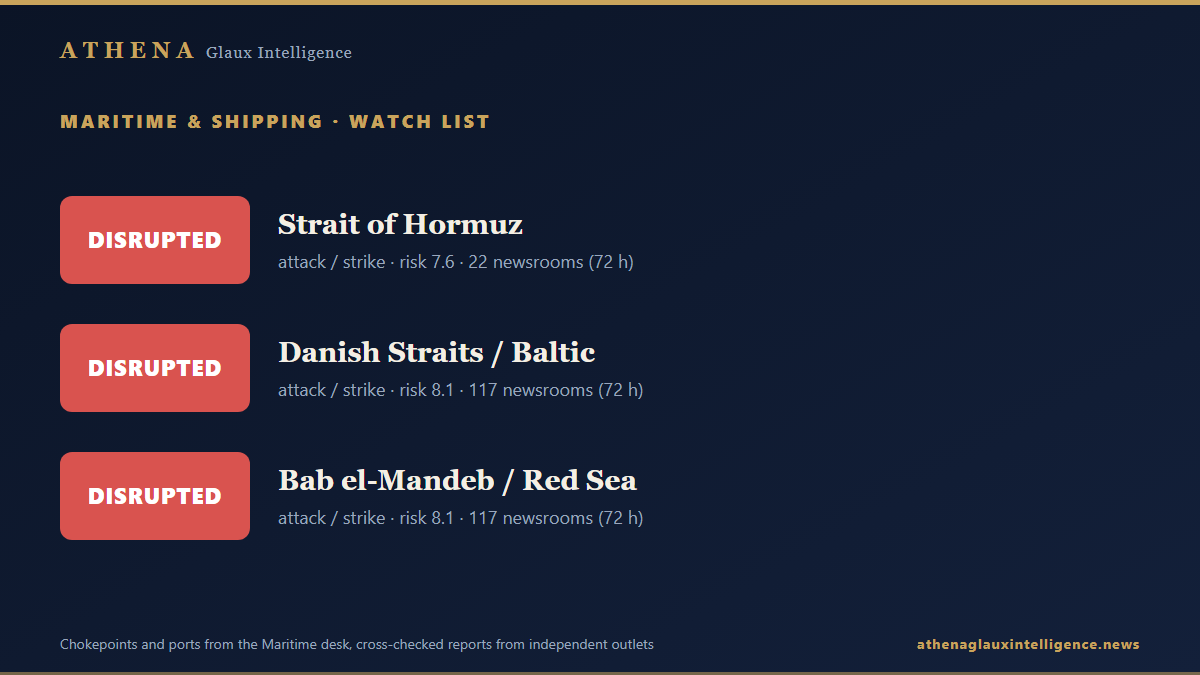 ATHENA Glaux Intelligence
MARITIME & SHIPPING · WATCH LIST
DISRUPTED
Strait of Hormuz
attack / strike · risk 7.6 · 22 newsrooms (72 h)
DISRUPTED
Danish Straits / Baltic
attack / strike · risk 8.1 · 117 newsrooms (72 h)
DISRUPTED
Bab el-Mandeb / Red Sea
attack / strike · risk 8.1 · 117 newsrooms (72 h)
Chokepoints and ports from the Maritime desk, cross-checked reports from independent outlets
athenaglauxintelligence.news